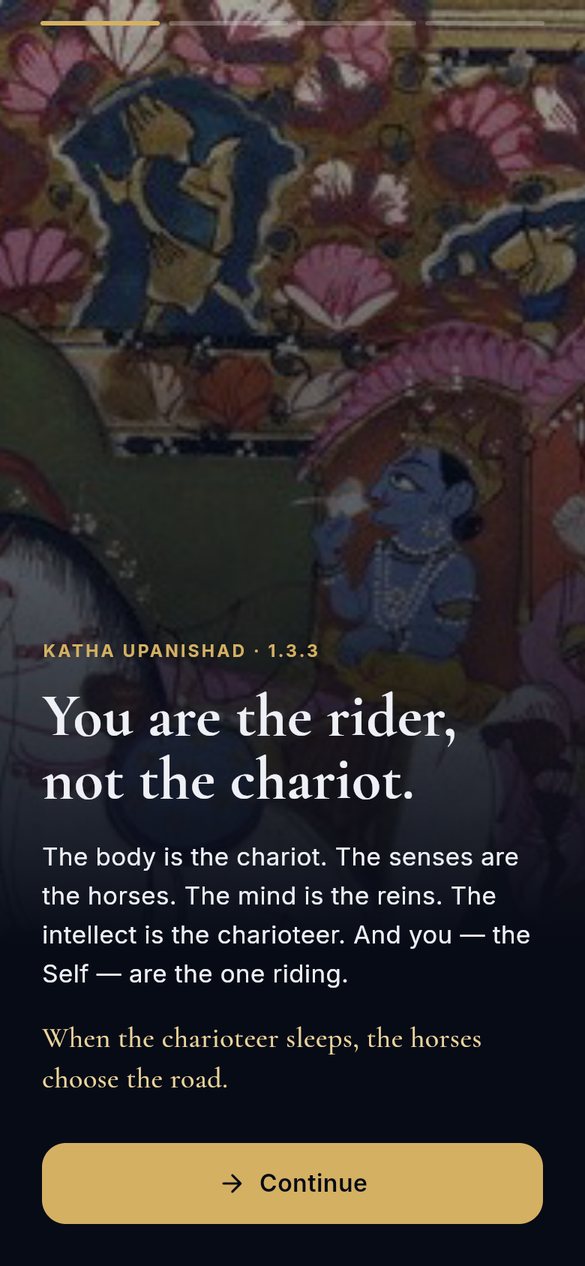 KATHA UPANISHAD · 1.3.3
You are the rider,
not the chariot.
The body is the chariot. The senses are
the horses. The mind is the reins. The
intellect is the charioteer. And you — the
Self — are the one riding.
When the charioteer sleeps, the horses
choose the road.
→ Continue